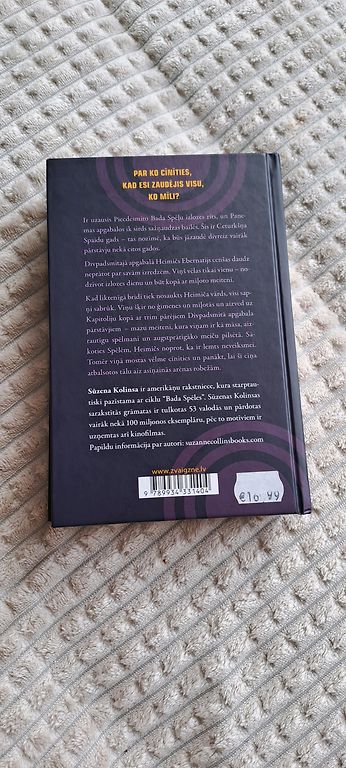 PAR KO CĪNĪTIES,
KAD ESI ZAUDĒJIS VISU,
KO MĪLI?
Ir uzausis Piecdesmito Bada Spēļu izlozes rīts, un Pane-
mas apgabalos ik sirds sažņaudzas bailēs. Šis ir Ceturkšņa
Spaidu gads – tas nozīmē, ka būs jāzaudē divreiz vairāk
pārstāvju nekā citos gados.
Divpadsmitajā apgabalā Heimičs Ebernatijs cenšas daudz
neprātot par savām izredzēm. Viņš vēlas tikai vienu – no-
dzīvot izlozes dienu un būt kopā ar mīļoto meiteni.
Kad liktenīgā brīdī tiek nosaukts Heimiča vārds, viss sap-
ņi sabrūk. Viņu šķir no ģimenes un mīļotās un aizved uz
Kapitoliju kopā ar trim pārējiem Divpadsmitā apgabala
pārstāvjiem – mazu meiteni, kura viņam ir kā māsa, aiz-
rautīgu spēlmani un augstprātīgāko meiču pilsētā. Sā-
koties Spēlēm, Heimičs noprot, ka ir lemts neveiksmei.
Tomēr viņā mostas vēlme cīnīties un panākt, lai šī cīņa
atbalsotos tālu aiz asiņainās arēnas robežām.
Sūzena Kolinsa ir amerikāņu rakstniece, kura starptau-
tiski pazīstama ar ciklu "Bada Spēles". Sūzenas Kolinsas
sarakstītās grāmatas ir tulkotas 53 valodās un pārdotas
vairāk nekā 100 miljonos eksemplāru, pēc to motīviem ir
uzņemtas arī kinofilmas.
Papildu informācija par autori: suzannecollinsbooks.com
www.zvaigzne.lv
9 789934 331404
€16,99